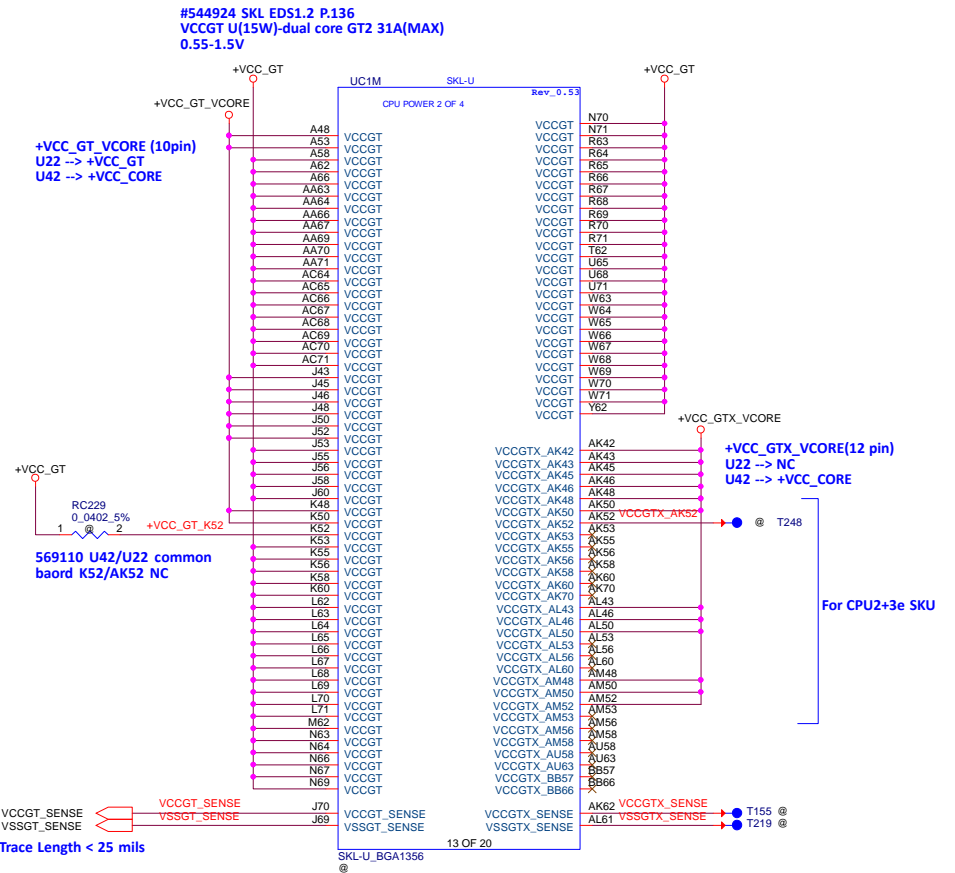 #544924 SKL EDS1.2 P.136
VCCGT U(15W)-dual core GT2 31A(MAX)
0.55-1.5V
+VCC_GT
+VCC_GT
UC1M
SKL-U
Rev_0.53
CPU POWER 2 OF 4
+VCC_GT_VCORE
+VCC_GT_VCORE (10pin)
U22 --> +VCC_GT
U42 --> +VCC_CORE
A48 VCCGT
A53 VCCGT
A58 VCCGT
A62 VCCGT
A66 VCCGT
AA63 VCCGT
AA64 VCCGT
AA66 VCCGT
AA67 VCCGT
AA69 VCCGT
AA70 VCCGT
AA71 VCCGT
AC64 VCCGT
AC65 VCCGT
AC66 VCCGT
AC67 VCCGT
AC68 VCCGT
AC69 VCCGT
AC70 VCCGT
AC71 VCCGT
J43 VCCGT
J45 VCCGT
J46 VCCGT
J48 VCCGT
J50 VCCGT
J52 VCCGT
J53 VCCGT
J55 VCCGT
J56 VCCGT
J58 VCCGT
J60 VCCGT
K48 VCCGT
K50 VCCGT
K52 VCCGT
K53 VCCGT
K55 VCCGT
K56 VCCGT
K58 VCCGT
K60 VCCGT
L62 VCCGT
L63 VCCGT
L64 VCCGT
L65 VCCGT
L66 VCCGT
L67 VCCGT
L68 VCCGT
L69 VCCGT
L70 VCCGT
L71 VCCGT
M62 VCCGT
N63 VCCGT
N64 VCCGT
N66 VCCGT
N67 VCCGT
N69 VCCGT
VCCGT N70
VCCGT N71
VCCGT R63
VCCGT R64
VCCGT R65
VCCGT R66
VCCGT R67
VCCGT R68
VCCGT R69
VCCGT R70
VCCGT R71
VCCGT T62
VCCGT U65
VCCGT U68
VCCGT U71
VCCGT W63
VCCGT W64
VCCGT W65
VCCGT W66
VCCGT W67
VCCGT W68
VCCGT W69
VCCGT W70
VCCGT W71
VCCGT Y62
+VCC_GTX_VCORE
+VCC_GTX_VCORE(12 pin)
U22 --> NC
U42 --> +VCC_CORE
VCCGTX_AK42 AK42
VCCGTX_AK43 AK43
VCCGTX_AK45 AK45
VCCGTX_AK46 AK46
VCCGTX_AK48 AK48
VCCGTX_AK50 AK50
VCCGTX_AK52 AK52 VCCGTX_AK52 @ T248
VCCGTX_AK53 AK53
VCCGTX_AK55 AK55
VCCGTX_AK56 AK56
VCCGTX_AK58 AK58
VCCGTX_AK60 AK60
VCCGTX_AK70 AK70
VCCGTX_AL43 AL43
VCCGTX_AL46 AL46
VCCGTX_AL50 AL50
VCCGTX_AL53 AL53
VCCGTX_AL56 AL56
VCCGTX_AL60 AL60
VCCGTX_AM48 AM48
VCCGTX_AM50 AM50
VCCGTX_AM52 AM52
VCCGTX_AM53 AM53
VCCGTX_AM56 AM56
VCCGTX_AM58 AM58
VCCGTX_AU58 AU58
VCCGTX_AU63 AU63
VCCGTX_BB57 BB57
VCCGTX_BB66 BB66
For CPU2+3e SKU
+VCC_GT
RC229
0_0402_5%
1 @ 2
+VCC_GT_K52
569110 U42/U22 common
baord K52/AK52 NC
VCCGT_SENSE VCCGT_SENSE J70 VCCGT_SENSE
VSSGT_SENSE VSSGT_SENSE J69 VSSGT_SENSE
VCCGTX_SENSE AK62 VCCGTX_SENSE T155 @
VSSGTX_SENSE AL61 VSSGTX_SENSE T219 @
Trace Length < 25 mils
13 OF 20
SKL-U_BGA1356
@